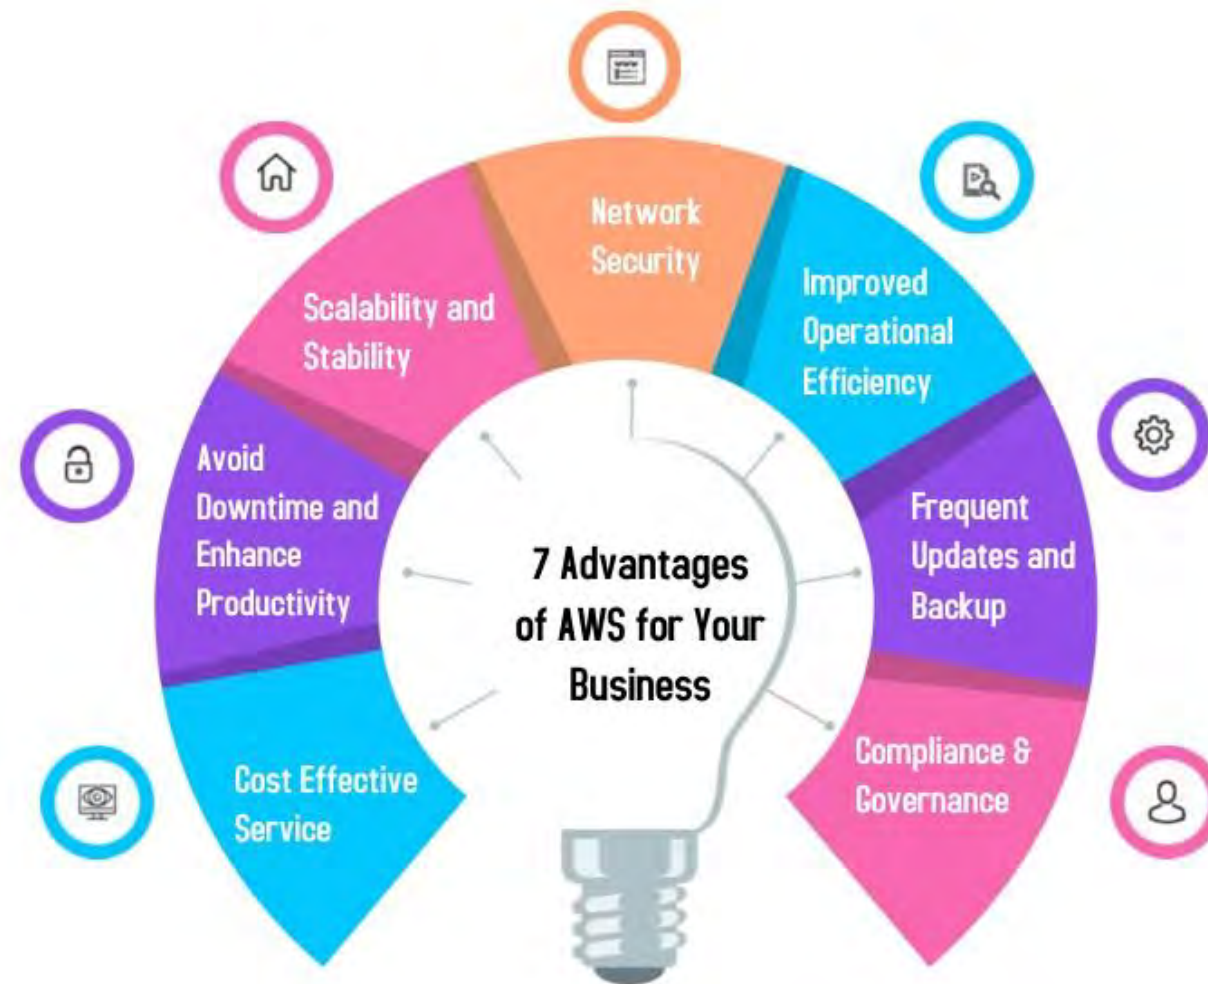 Network
Security
Scalability and
Stability
Improved
Operational
Efficiency
Avoid
Downtime and
Enhance
Productivity
Frequent
Updates and
Backup
7 Advantages
of AWS for Your
Business
Cost Effective
Service
Compliance &
Governance